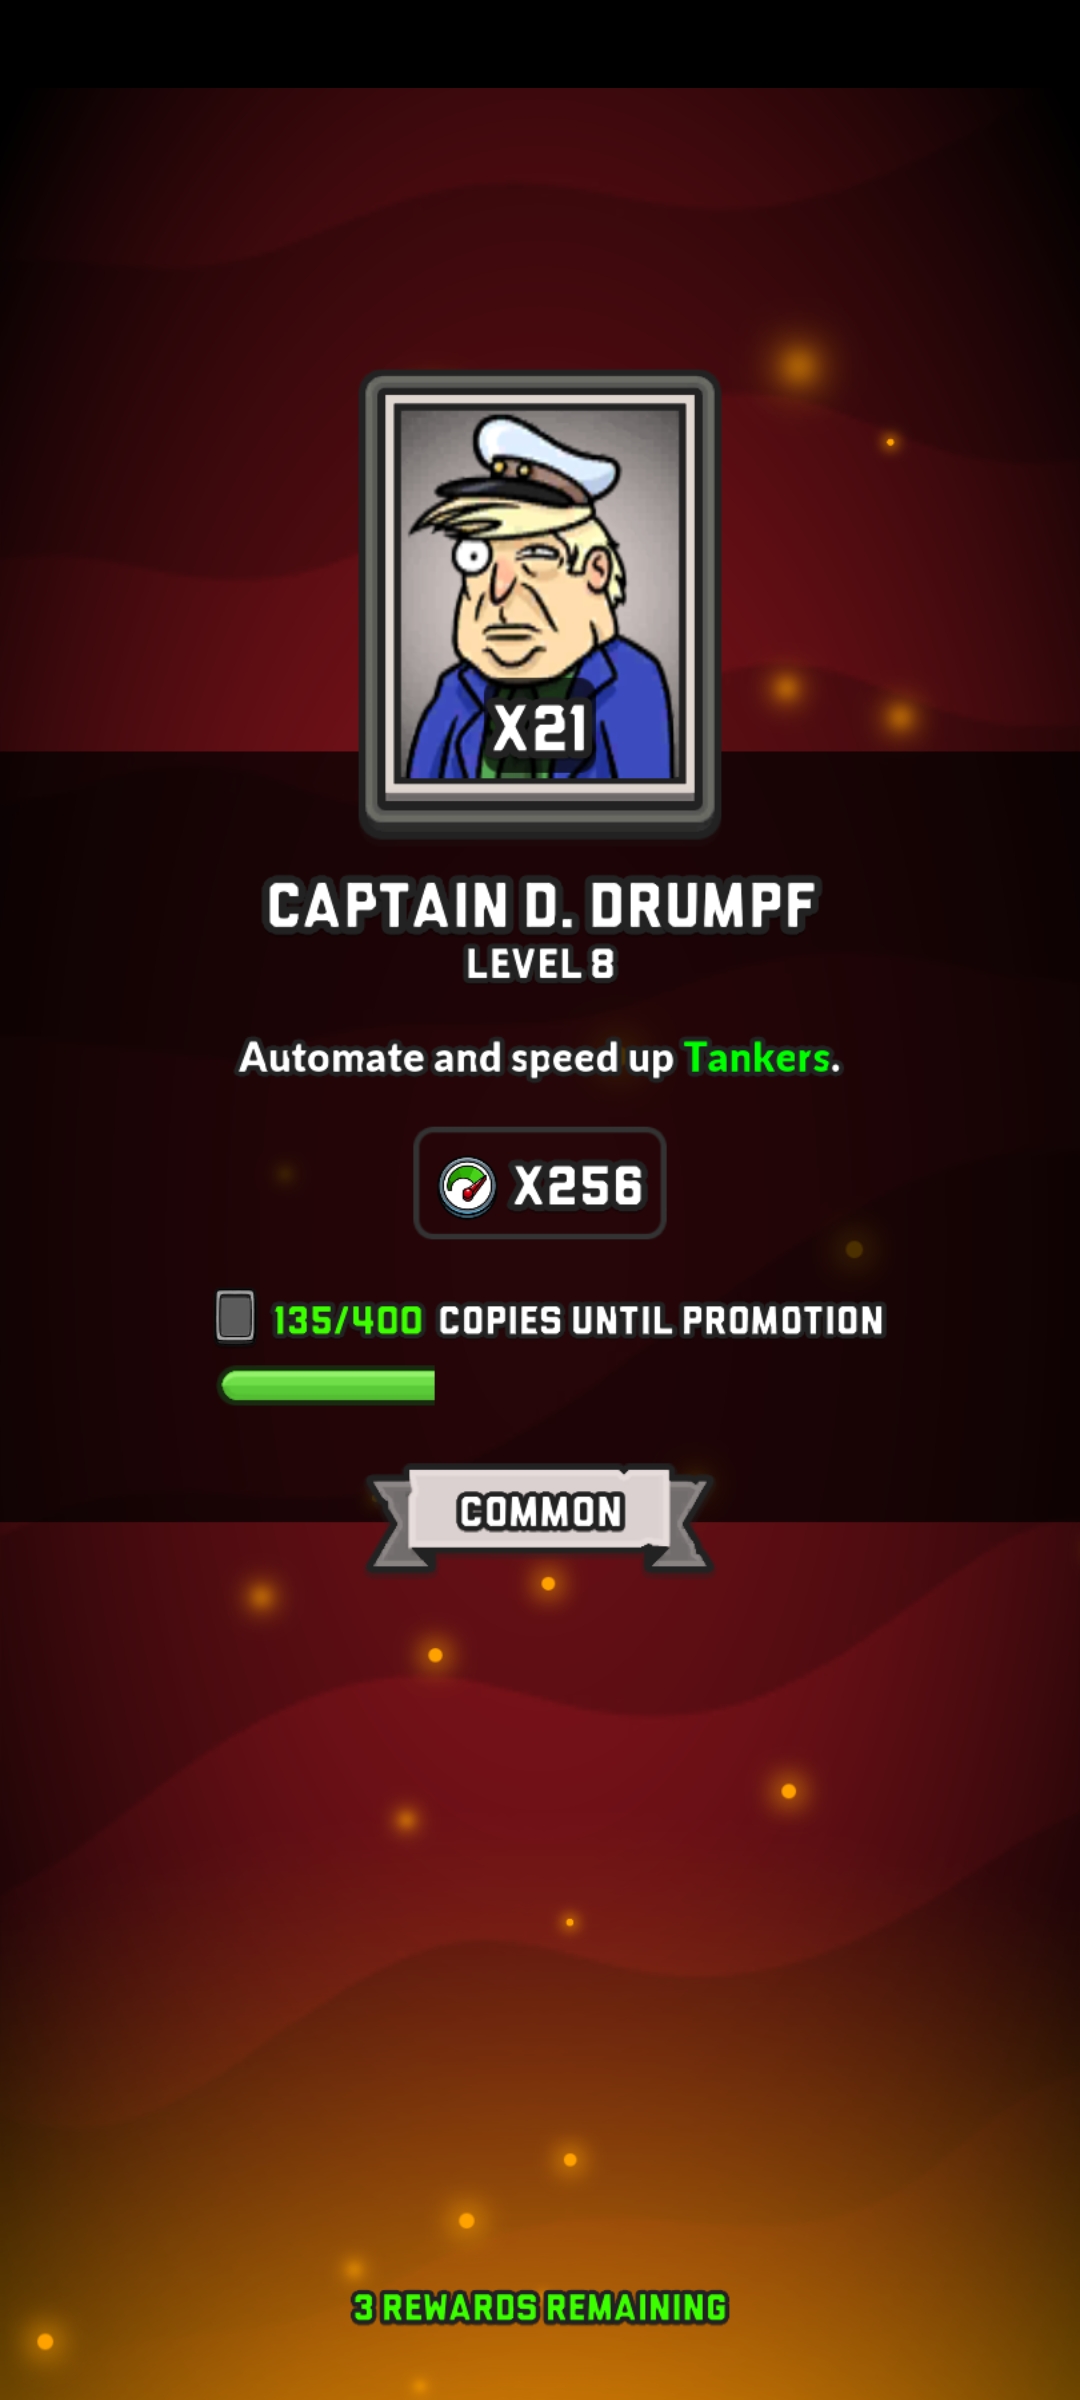 X21
CAPTAIN D. DRUMPF
LEVEL 8
Automate and speed up Tankers.
X256
135/400 COPIES UNTIL PROMOTION
COMMON
3 REWARDS REMAINING